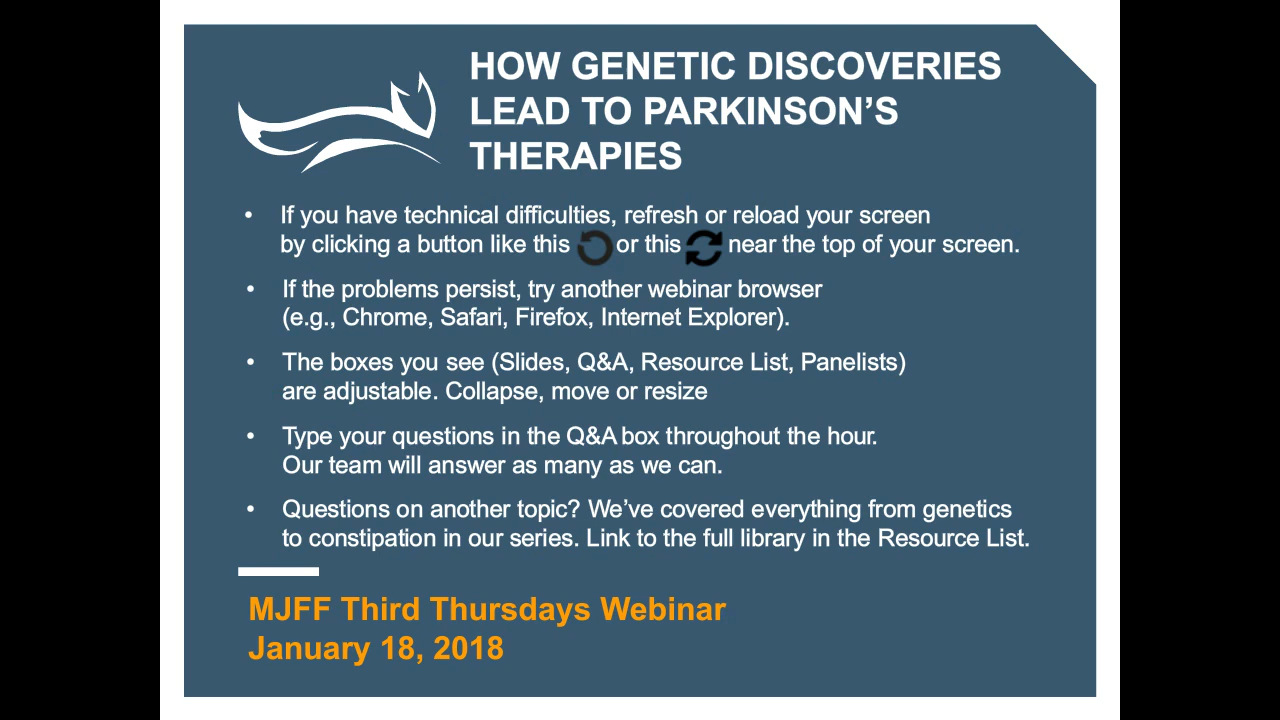 HOW GENETIC DISCOVERIES
LEAD TO PARKINSON’S
THERAPIES
• If you have technical difficulties, refresh or reload your screen
by clicking a button like this or this near the top of your screen.
• If the problems persist, try another webinar browser
(e.g., Chrome, Safari, Firefox, Internet Explorer).
• The boxes you see (Slides, Q&A, Resource List, Panelists)
are adjustable. Collapse, move or resize
• Type your questions in the Q&A box throughout the hour.
Our team will answer as many as we can.
• Questions on another topic? We’ve covered everything from genetics
to constipation in our series. Link to the full library in the Resource List.
MJFF Third Thursdays Webinar
January 18, 2018